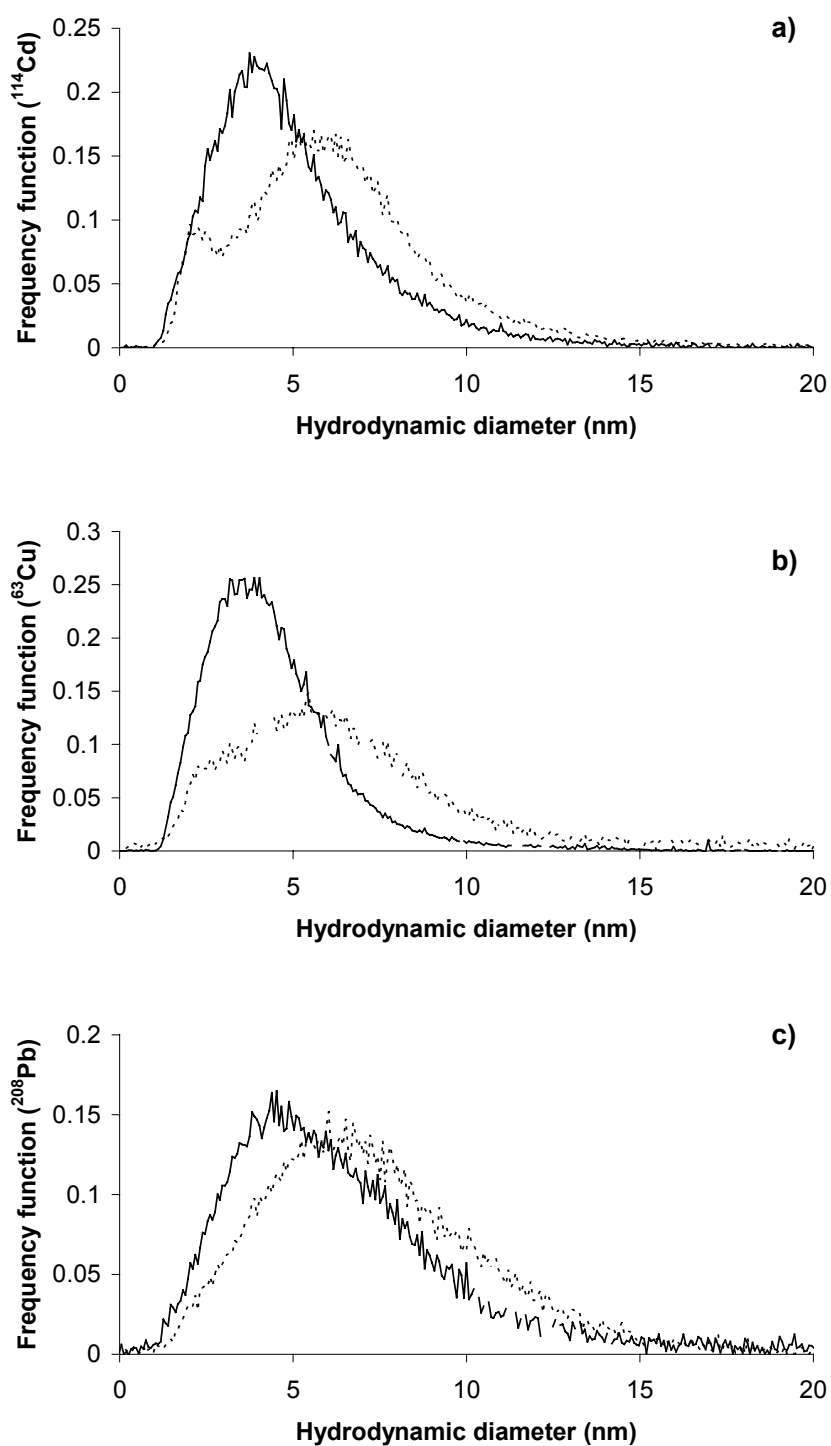 a)
Frequency function (¹¹⁴Cd)
0.25
0.2
0.15
0.1
0.05
0
0 5 10 15 20
Hydrodynamic diameter (nm)
b)
Frequency function (⁶³Cu)
0.3
0.25
0.2
0.15
0.1
0.05
0
0 5 10 15 20
Hydrodynamic diameter (nm)
c)
Frequency function (²⁰⁸Pb)
0.2
0.15
0.1
0.05
0
0 5 10 15 20
Hydrodynamic diameter (nm)